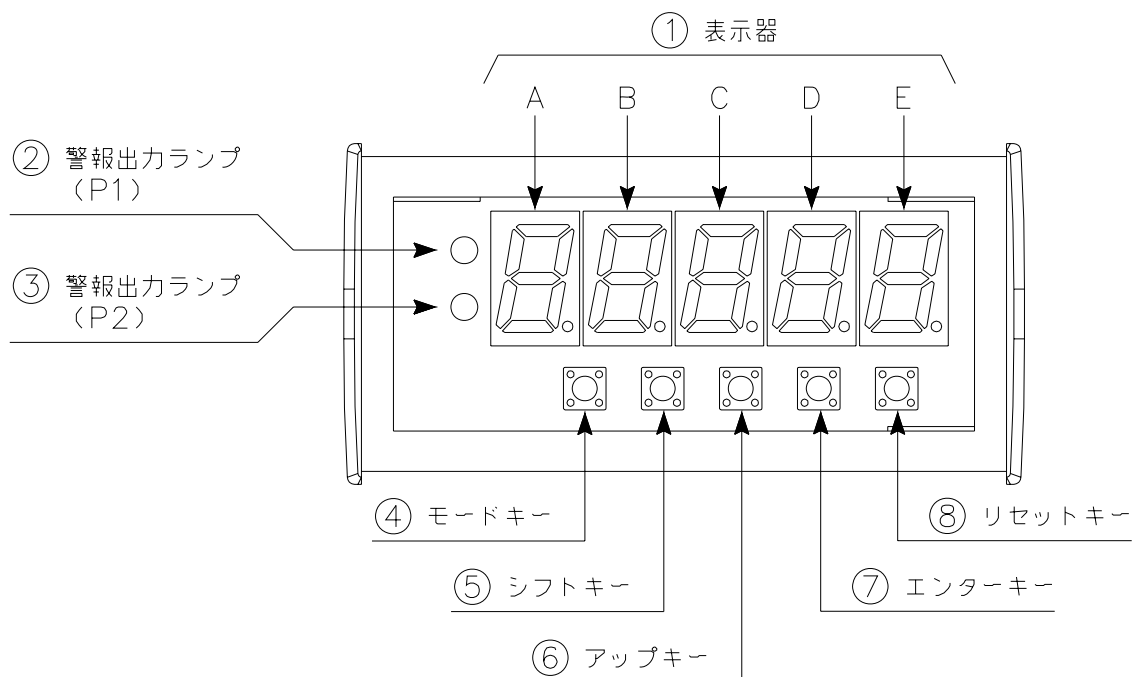 ① 表示器
A B C D E
② 警報出力ランプ
（P1）
③ 警報出力ランプ
（P2）
④ モードキー
⑧ リセットキー
⑤ シフトキー
⑦ エンターキー
⑥ アップキー